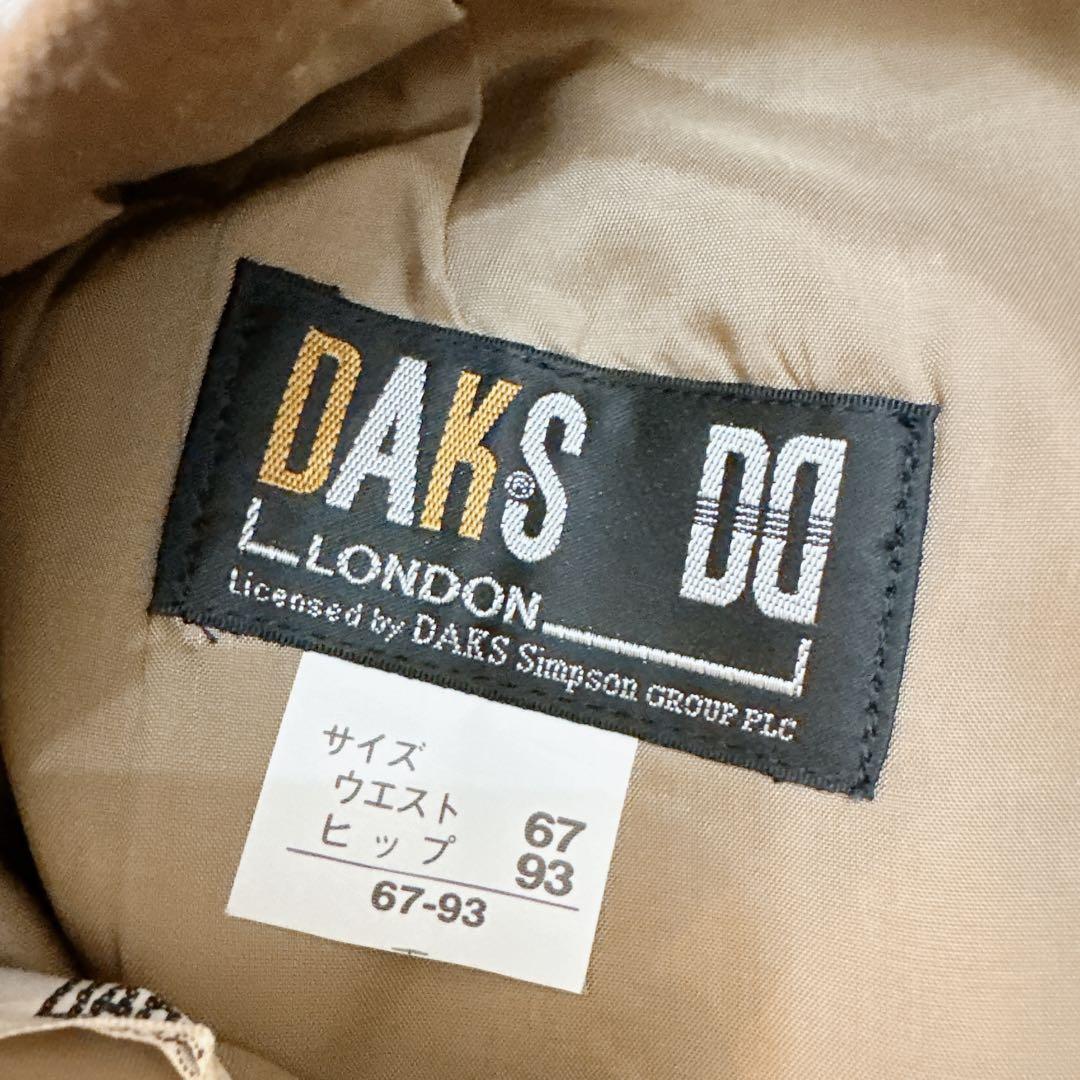 DAKS®
DD
LONDON
Licensed by DAKS Simpson GROUP PLC
サイズ
ウエスト 67
ヒップ 93
67-93